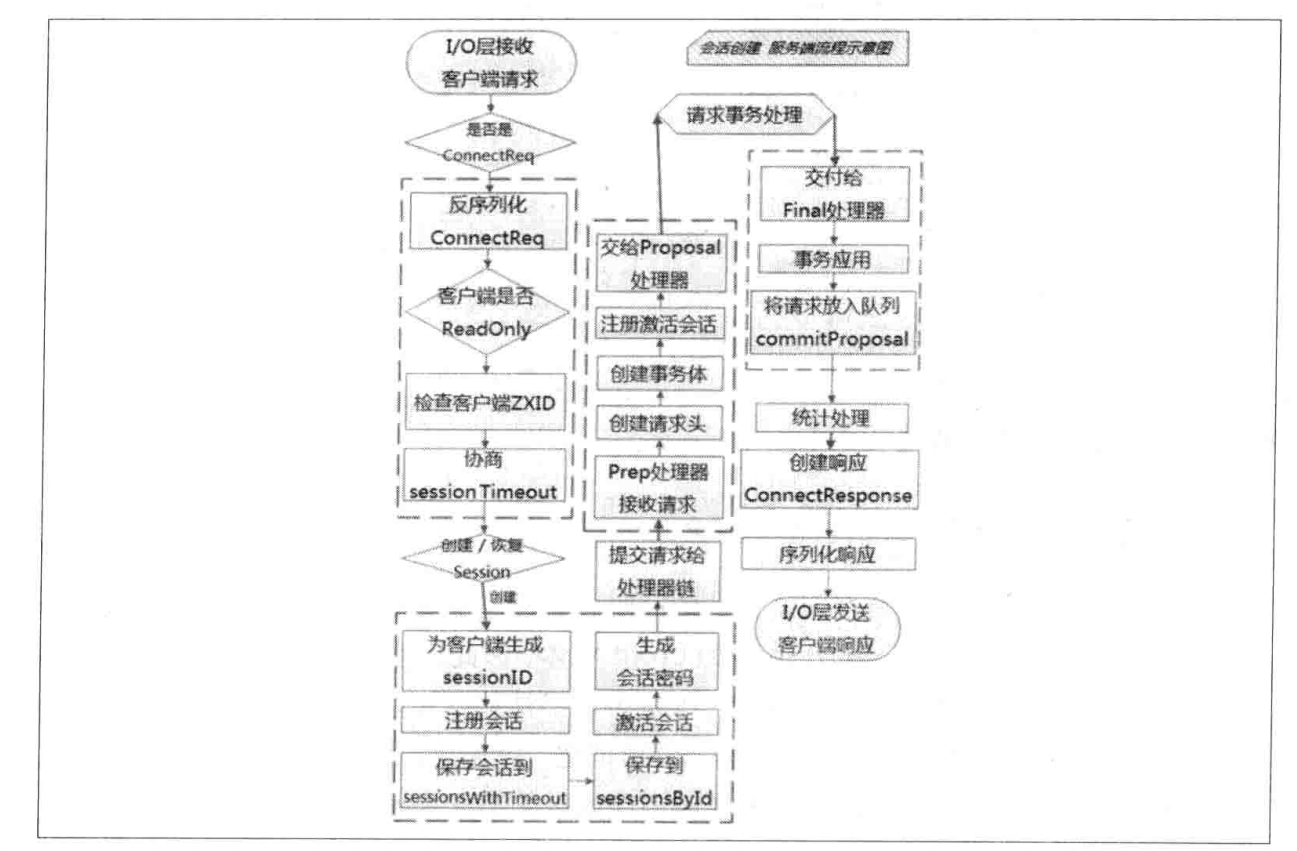 会话创建 服务端流程示意图
I/O层接收
客户端请求
是否是
ConnectReq
反序列化
ConnectReq
客户端是否
ReadOnly
检查客户端ZXID
协商
session Timeout
创建 / 恢复
Session
创建
为客户端生成
sessionID
注册会话
保存会话到
sessionsWithTimeout
保存到
sessionsById
激活会话
生成
会话密码
提交请求给
处理器链
Prep处理器
接收请求
创建请求头
创建事务体
注册激活会话
交给Proposal
处理器
请求事务处理
交付给
Final处理器
事务应用
将请求放入队列
commitProposal
统计处理
创建响应
ConnectResponse
序列化响应
I/O层发送
客户端响应